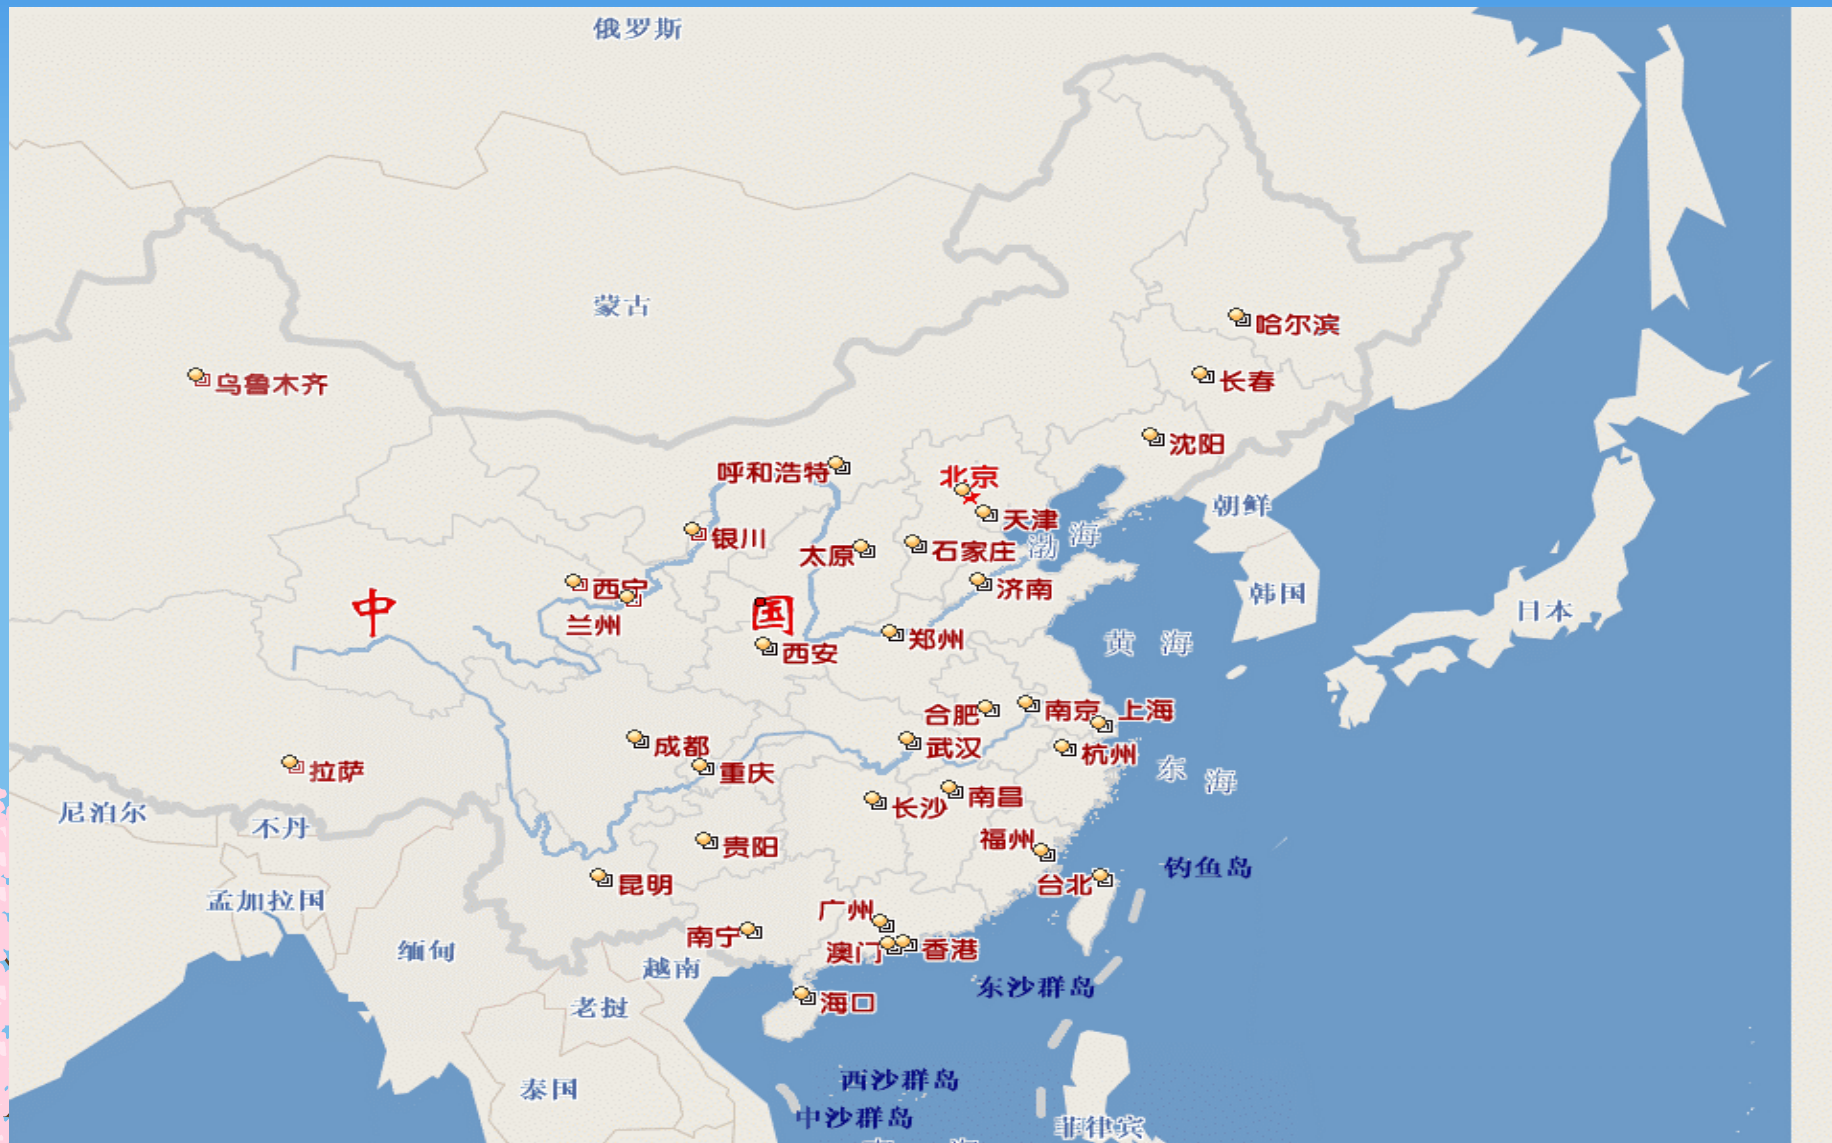 俄罗斯
蒙古
哈尔滨
乌鲁木齐
长春
沈阳
呼和浩特
北京
朝鲜
天津
银川
太原
石家庄
渤海
西宁
济南
韩国
中
国
日本
兰州
郑州
黄海
西安
合肥
南京
上海
成都
武汉
杭州
拉萨
重庆
东海
长沙
南昌
尼泊尔
不丹
贵阳
福州
钓鱼岛
昆明
台北
孟加拉国
广州
南宁
缅甸
澳门
香港
越南
东沙群岛
老挝
海口
西沙群岛
泰国
中沙群岛
菲律宾